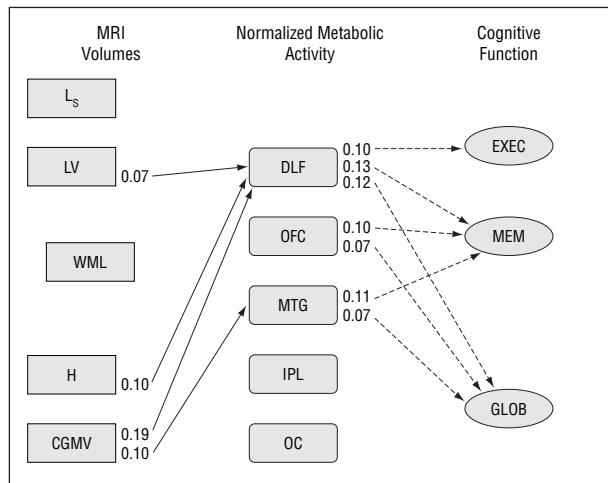 MRI
Volumes
Normalized Metabolic
Activity
Cognitive
Function
L_S
LV
0.07
WML
H
0.10
CGMV
0.19
0.10
DLF
0.10
0.13
0.12
OFC
0.10
0.07
MTG
0.11
0.07
IPL
OC
EXEC
MEM
GLOB